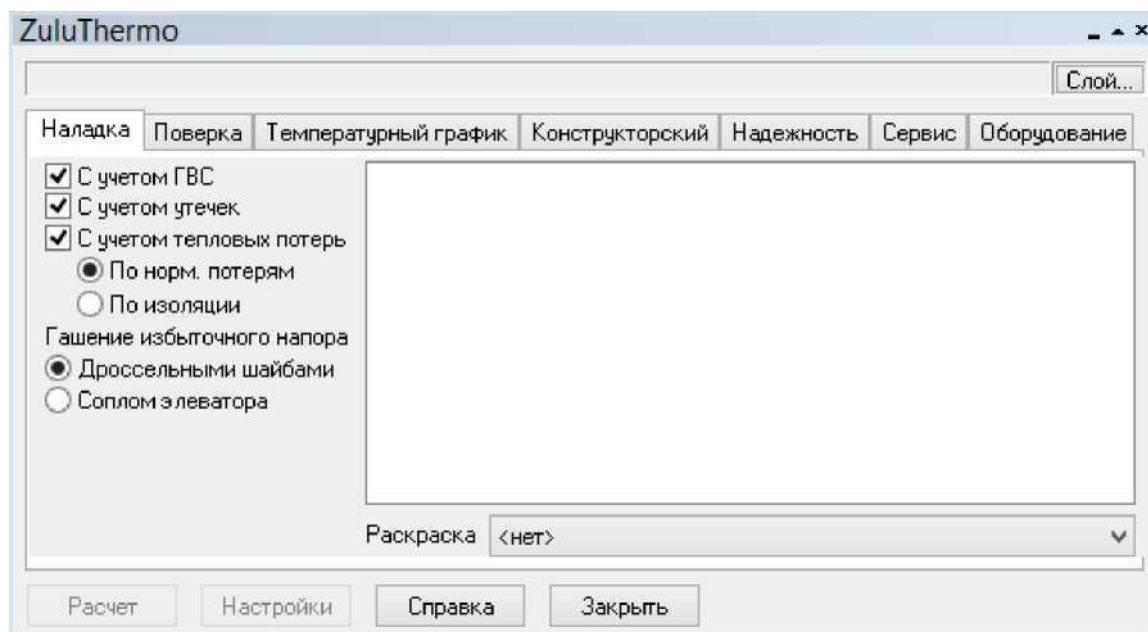 ZuluThermo
Слой...
Наладка Поверка Температурный график Конструкторский Надежность Сервис Оборудование
С учетом ГВС
С учетом утечек
С учетом тепловых потерь
По норм. потерям
По изоляции
Гашение избыточного напора
Дроссельными шайбами
Соплом элеватора
Раскраска <нет>
Расчет Настройки Справка Закрыть